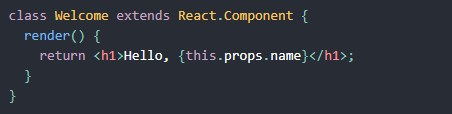 class Welcome extends React.Component {
  render() {
    return <h1>Hello, {this.props.name}</h1>;
  }
}